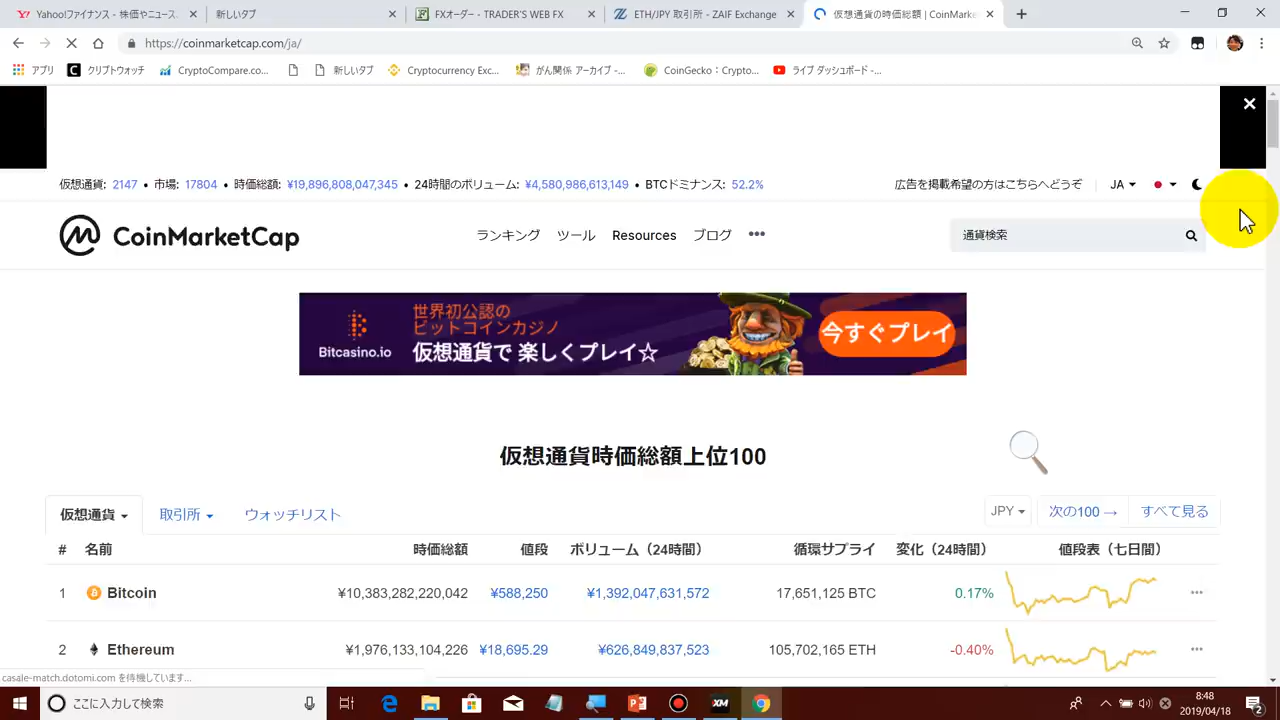 Yahoo!ファイナンス - 株価やニュース、
新しいタブ
FXオーダー - TRADER'S WEB FX
ETH/JPY 取引所 - ZAIF Exchange
仮想通貨の時価総額 | CoinMarke
https://coinmarketcap.com/ja/
アプリ
クリプトウォッチ
CryptoCompare.co...
新しいタブ
Cryptocurrency Exc...
がん関係 アーカイブ -...
CoinGecko：Crypto...
ライブ ダッシュボード -...
仮想通貨: 2147 • 市場: 17804 • 時価総額: ¥19,896,808,047,345 • 24時間のボリューム: ¥4,580,986,613,149 • BTCドミナンス: 52.2%
広告を掲載希望の方はこちらへどうぞ
JA
CoinMarketCap
ランキング ツール Resources ブログ •••
通貨検索
Bitcasino.io
世界初公認の
ビットコインカジノ
仮想通貨で 楽しくプレイ☆
今すぐプレイ
仮想通貨時価総額上位100
仮想通貨 取引所 ウォッチリスト
JPY 次の100 → すべて見る
# 名前 時価総額 値段 ボリューム（24時間） 循環サプライ 変化（24時間） 値段表（七日間）
1 Bitcoin ¥10,383,282,220,042 ¥588,250 ¥1,392,047,631,572 17,651,125 BTC 0.17%
2 Ethereum ¥1,976,133,104,226 ¥18,695.29 ¥626,849,837,523 105,702,165 ETH -0.40%
casale-match.dotomi.com を待機しています...
ここに入力して検索
XM
8:48
2019/04/18
2